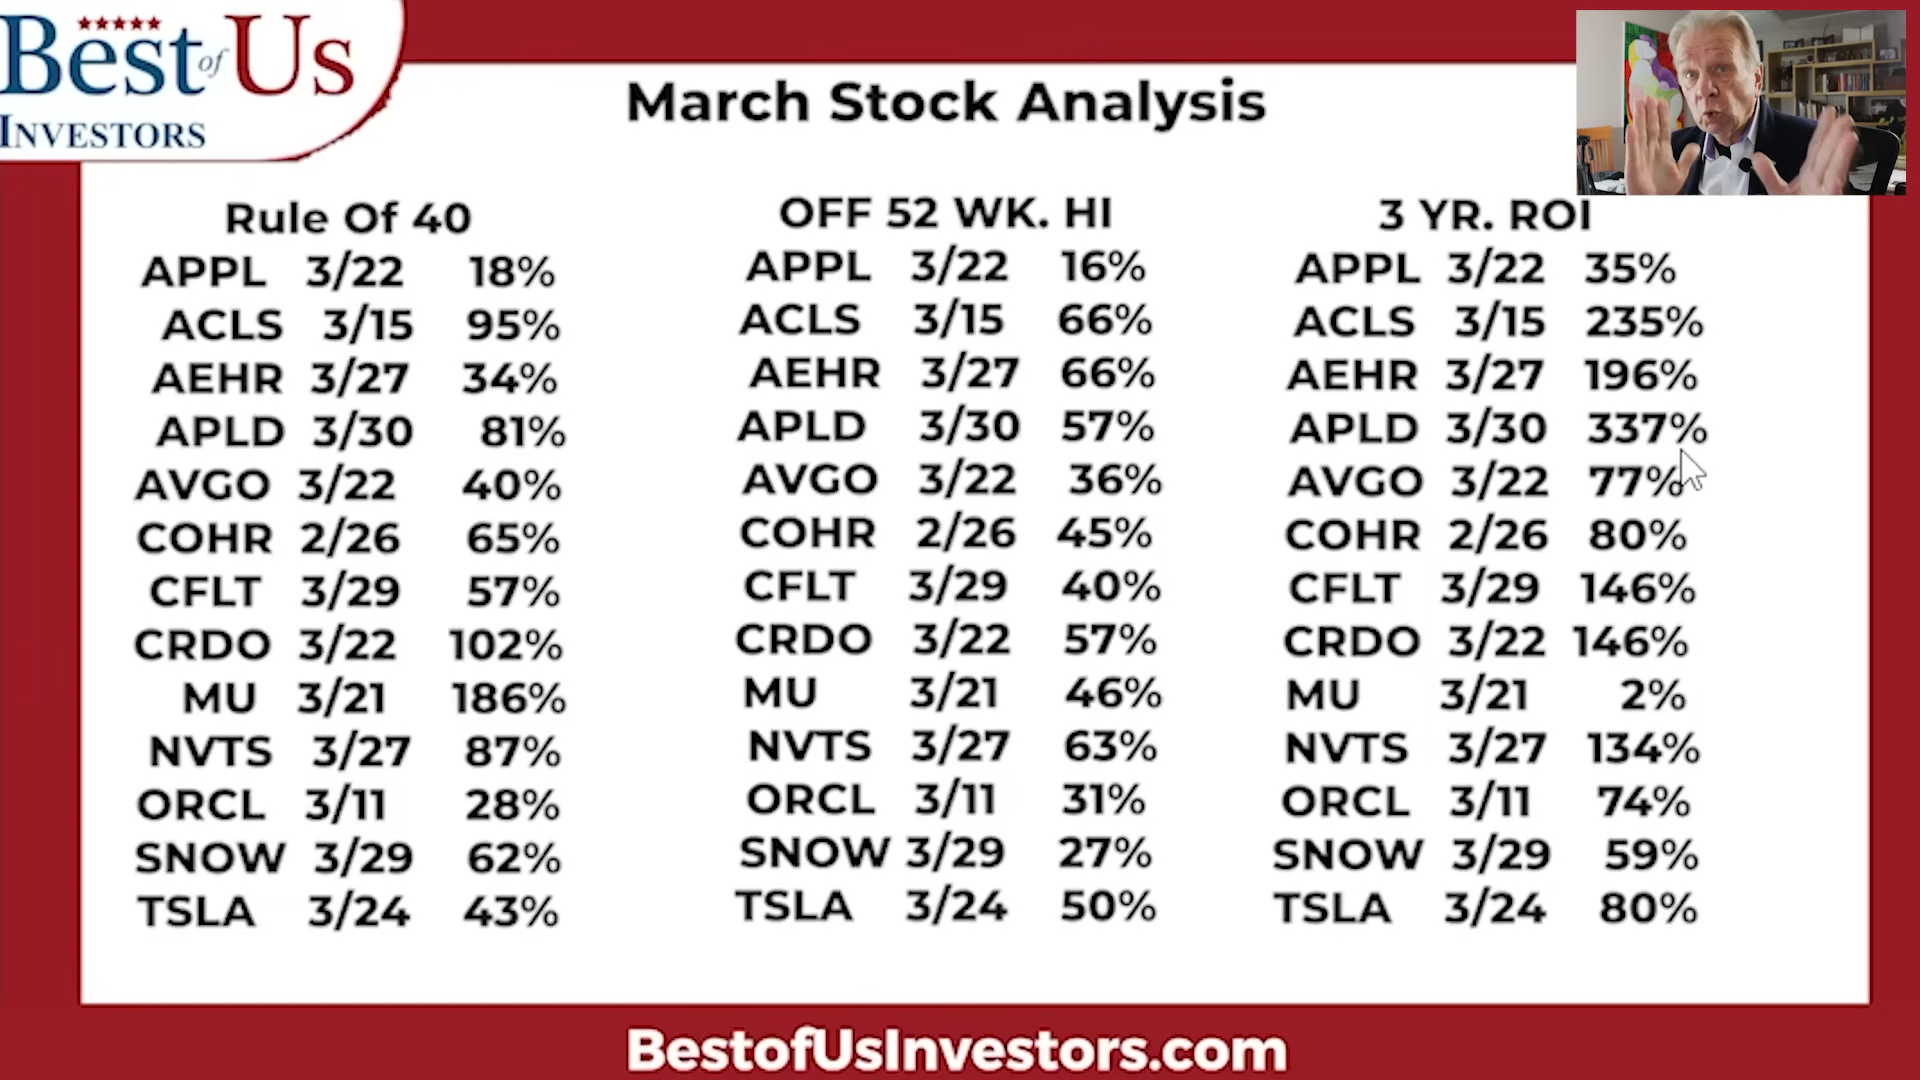 Best of Us
INVESTORS
March Stock Analysis
Rule Of 40
APPL 3/22 18%
ACLS 3/15 95%
AEHR 3/27 34%
APLD 3/30 81%
AVGO 3/22 40%
COHR 2/26 65%
CFLT 3/29 57%
CRDO 3/22 102%
MU 3/21 186%
NVTS 3/27 87%
ORCL 3/11 28%
SNOW 3/29 62%
TSLA 3/24 43%
OFF 52 WK. HI
APPL 3/22 16%
ACLS 3/15 66%
AEHR 3/27 66%
APLD 3/30 57%
AVGO 3/22 36%
COHR 2/26 45%
CFLT 3/29 40%
CRDO 3/22 57%
MU 3/21 46%
NVTS 3/27 63%
ORCL 3/11 31%
SNOW 3/29 27%
TSLA 3/24 50%
3 YR. ROI
APPL 3/22 35%
ACLS 3/15 235%
AEHR 3/27 196%
APLD 3/30 337%
AVGO 3/22 77%
COHR 2/26 80%
CFLT 3/29 146%
CRDO 3/22 146%
MU 3/21 2%
NVTS 3/27 134%
ORCL 3/11 74%
SNOW 3/29 59%
TSLA 3/24 80%
BestofUsInvestors.com